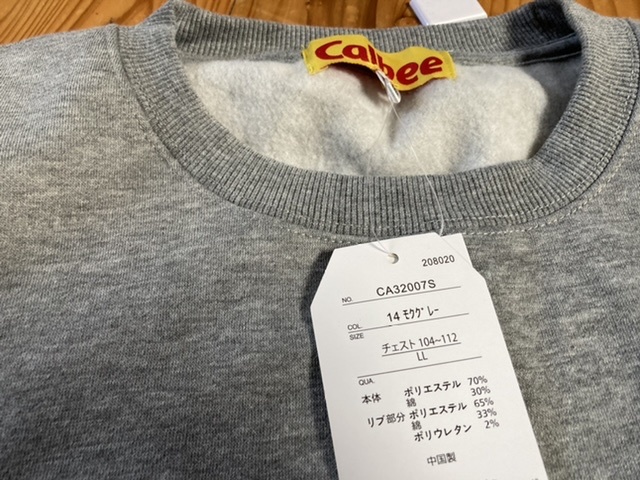 Calbee
208020
NO. CA32007S
COL. 14 ﾓｸｸﾞﾚｰ
SIZE チェスト 104~112
LL
QUA.
本体 ポリエステル 70%
綿 30%
リブ部分 ポリエステル 65%
綿 33%
ポリウレタン 2%
中国製